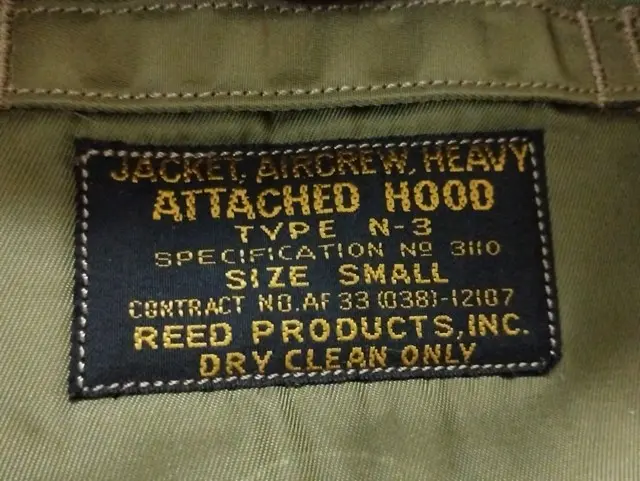 JACKET, AIRCREW, HEAVY
ATTACHED HOOD
TYPE N-3
SPECIFICATION Nº 3110
SIZE SMALL
CONTRACT NO. AF 33 (038)-12107
REED PRODUCTS, INC.
DRY CLEAN ONLY